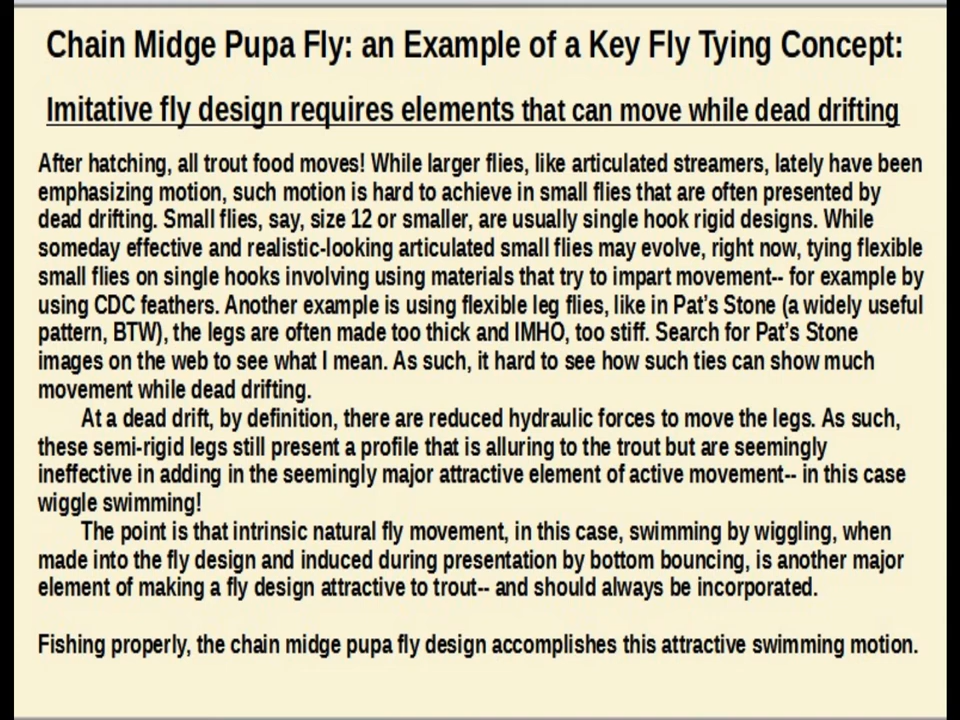 Chain Midge Pupa Fly: an Example of a Key Fly Tying Concept:
Imitative fly design requires elements that can move while dead drifting
After hatching, all trout food moves! While larger flies, like articulated streamers, lately have been
emphasizing motion, such motion is hard to achieve in small flies that are often presented by
dead drifting. Small flies, say, size 12 or smaller, are usually single hook rigid designs. While
someday effective and realistic-looking articulated small flies may evolve, right now, tying flexible
small flies on single hooks involving using materials that try to impart movement-- for example by
using CDC feathers. Another example is using flexible leg flies, like in Pat’s Stone (a widely useful
pattern, BTW), the legs are often made too thick and IMHO, too stiff. Search for Pat’s Stone
images on the web to see what I mean. As such, it hard to see how such ties can show much
movement while dead drifting.
At a dead drift, by definition, there are reduced hydraulic forces to move the legs. As such,
these semi-rigid legs still present a profile that is alluring to the trout but are seemingly
ineffective in adding in the seemingly major attractive element of active movement-- in this case
wiggle swimming!
The point is that intrinsic natural fly movement, in this case, swimming by wiggling, when
made into the fly design and induced during presentation by bottom bouncing, is another major
element of making a fly design attractive to trout-- and should always be incorporated.
Fishing properly, the chain midge pupa fly design accomplishes this attractive swimming motion.